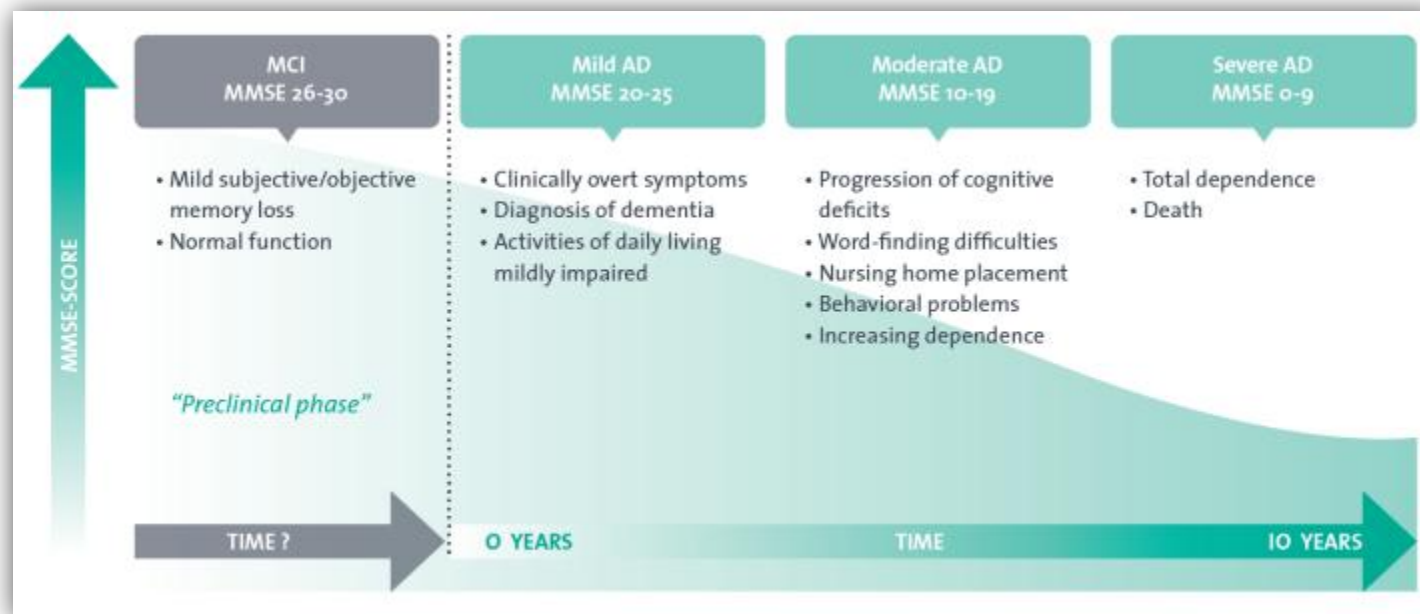 MMSE-SCORE
MCI
MMSE 26-30
• Mild subjective/objective
memory loss
• Normal function
"Preclinical phase"
TIME ?
Mild AD
MMSE 20-25
• Clinically overt symptoms
• Diagnosis of dementia
• Activities of daily living
mildly impaired
Moderate AD
MMSE 10-19
• Progression of cognitive
deficits
• Word-finding difficulties
• Nursing home placement
• Behavioral problems
• Increasing dependence
Severe AD
MMSE 0-9
• Total dependence
• Death
0 YEARS
TIME
10 YEARS